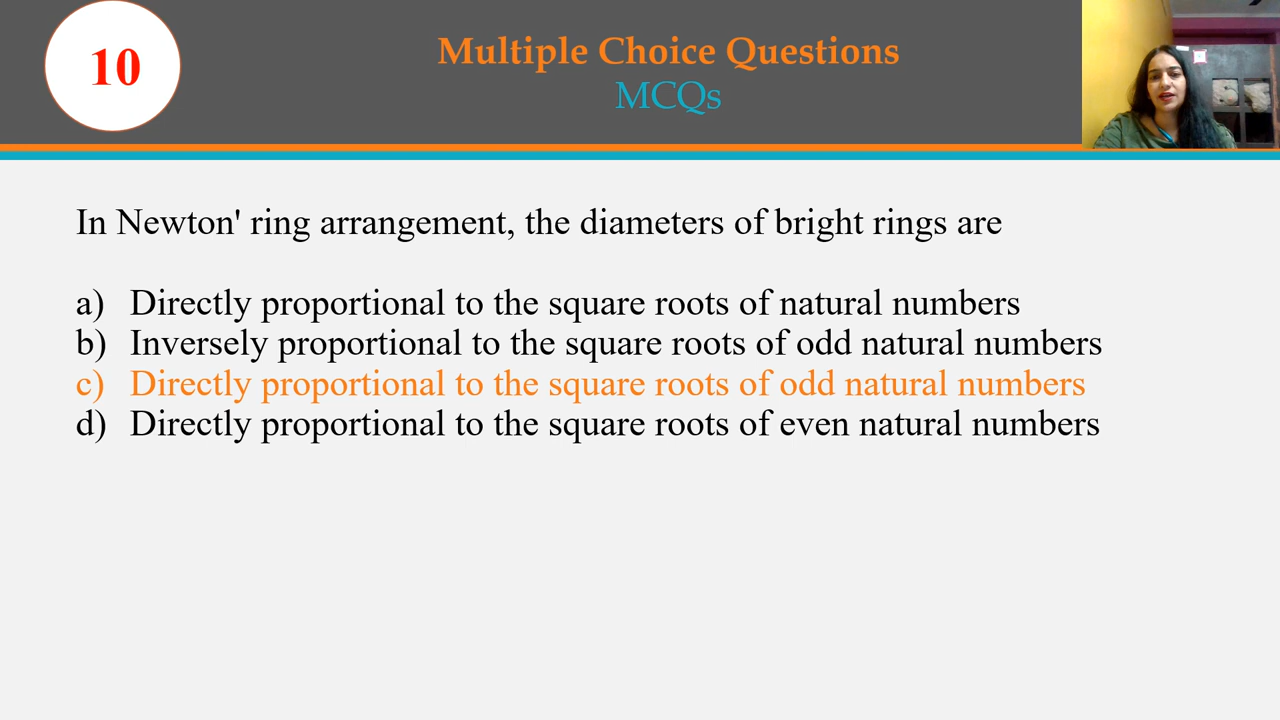 10
Multiple Choice Questions
MCQs
In Newton' ring arrangement, the diameters of bright rings are
a) Directly proportional to the square roots of natural numbers
b) Inversely proportional to the square roots of odd natural numbers
c) Directly proportional to the square roots of odd natural numbers
d) Directly proportional to the square roots of even natural numbers